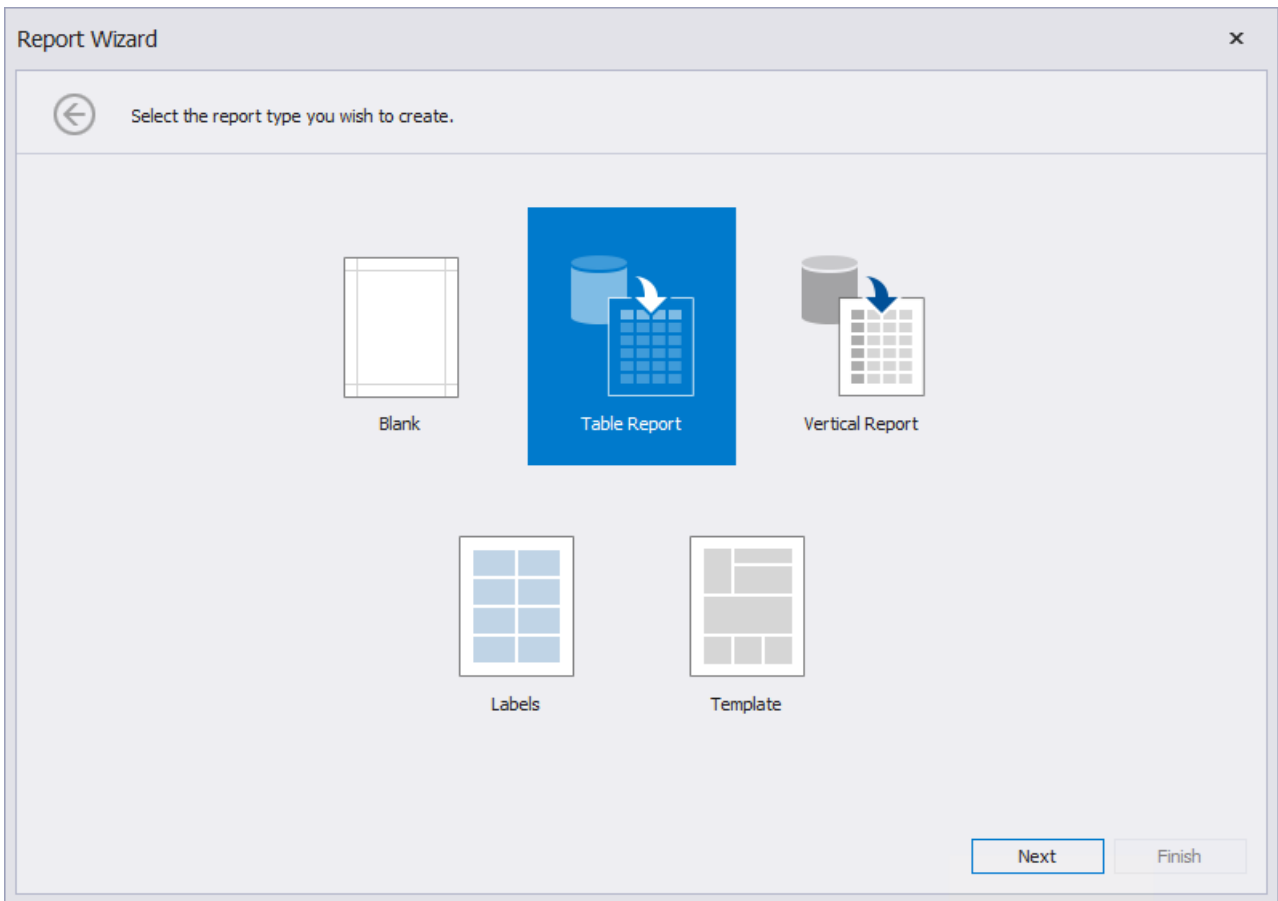 Report Wizard
Select the report type you wish to create.
Blank
Table Report
Vertical Report
Labels
Template
Next
Finish